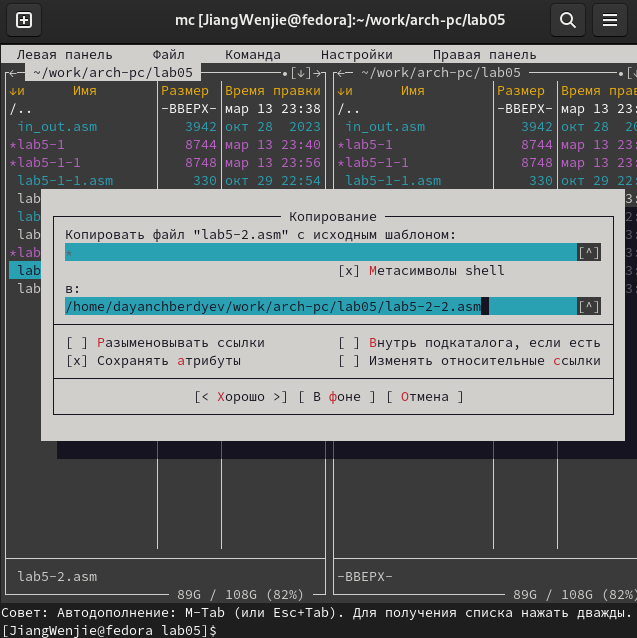 mc [JiangWenjie@fedora]:~/work/arch-pc/lab05
Левая панель Файл Команда Настройки Правая панель
←─ ~/work/arch-pc/lab05 ─•[↓]→ ←─ ~/work/arch-pc/lab05 ─•[↓
↓и Имя Размер Время правки ↓и Имя Размер Время прав
/.. -ВВЕРХ- мар 13 23:38 /.. -ВВЕРХ- мар 13 23:
in_out.asm 3942 окт 28 2023 in_out.asm 3942 окт 28 202
*lab5-1 8744 мар 13 23:40 *lab5-1 8744 мар 13 23:
*lab5-1-1 8748 мар 13 23:56 *lab5-1-1 8748 мар 13 23:
lab5-1-1.asm 330 окт 29 22:54 lab5-1-1.asm 330 окт 29 22:
lab
Копирование
lab
Копировать файл "lab5-2.asm" с исходным шаблоном:
lab
*lab * [^]
lab [x] Метасимволы shell
lab в:
/home/dayanchberdyev/work/arch-pc/lab05/lab5-2-2.asm [^]
[ ] Разыменовывать ссылки [ ] Внутрь подкаталога, если есть
[x] Сохранять атрибуты [ ] Изменять относительные ссылки
[< Хорошо >] [ В фоне ] [ Отмена ]
lab5-2.asm -ВВЕРХ-
89G / 108G (82%) 89G / 108G (82%)
Совет: Автодополнение: M-Tab (или Esc+Tab). Для получения списка нажать дважды.
[JiangWenjie@fedora lab05]$